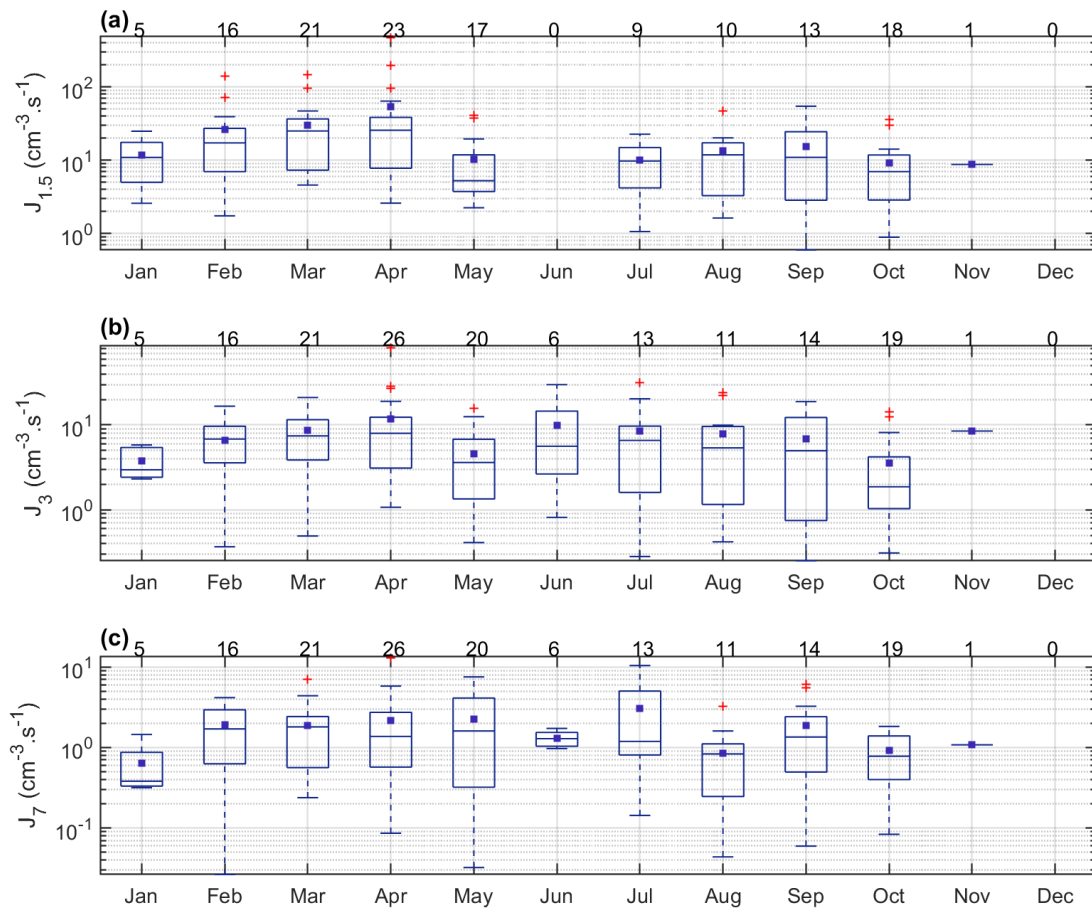 (a)
5 16 21 23 17 0 9 10 13 18 1 0
J1.5 (cm-3.s-1)
10^2
10^1
10^0
Jan Feb Mar Apr May Jun Jul Aug Sep Oct Nov Dec
(b)
5 16 21 26 20 6 13 11 14 19 1 0
J3 (cm-3.s-1)
10^1
10^0
Jan Feb Mar Apr May Jun Jul Aug Sep Oct Nov Dec
(c)
5 16 21 26 20 6 13 11 14 19 1 0
J7 (cm-3.s-1)
10^1
10^0
10^-1
Jan Feb Mar Apr May Jun Jul Aug Sep Oct Nov Dec